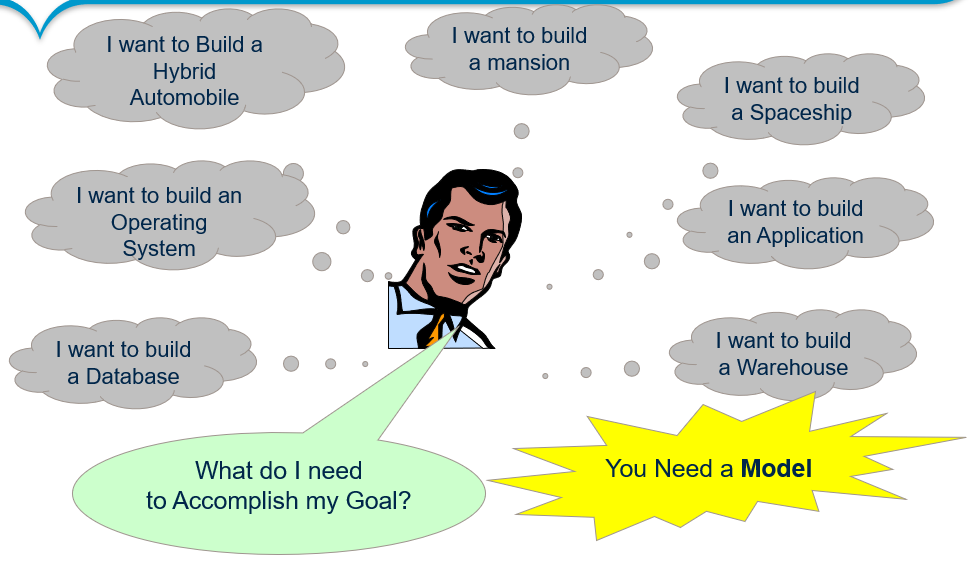 I want to Build a
Hybrid
Automobile
I want to build
a mansion
I want to build
a Spaceship
I want to build an
Operating
System
I want to build
an Application
I want to build
a Database
I want to build
a Warehouse
What do I need
to Accomplish my Goal?
You Need a Model